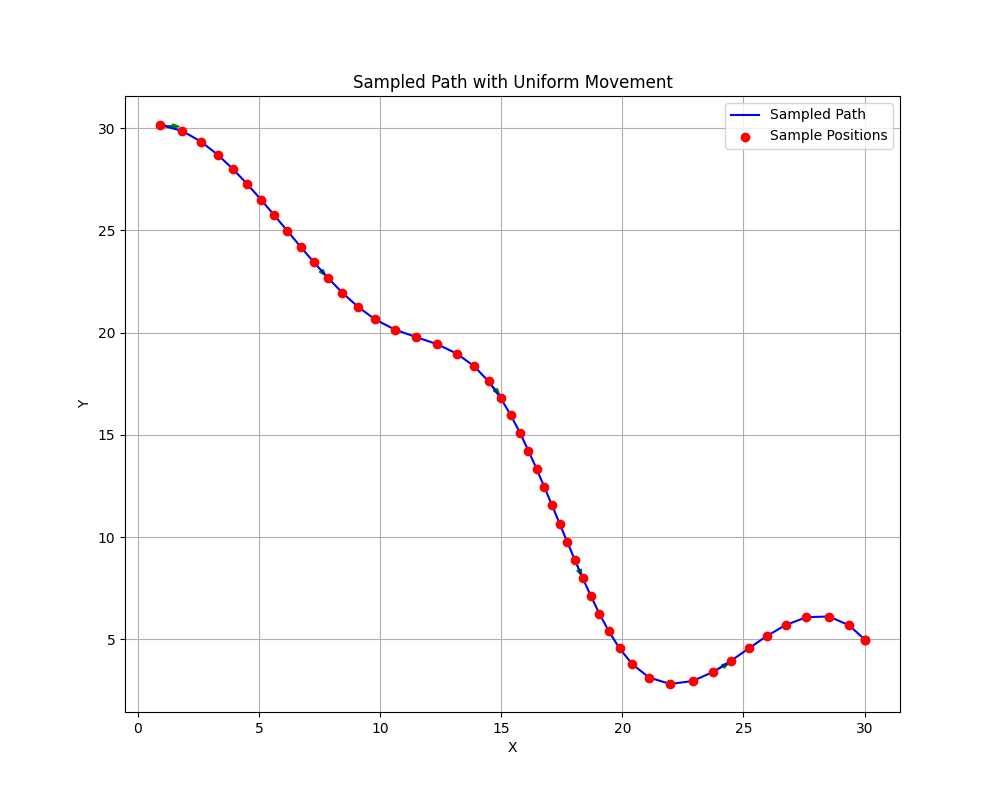 Sampled Path with Uniform Movement
Sampled Path
Sample Positions
30
25
20
15
10
5
Y
0 5 10 15 20 25 30
X